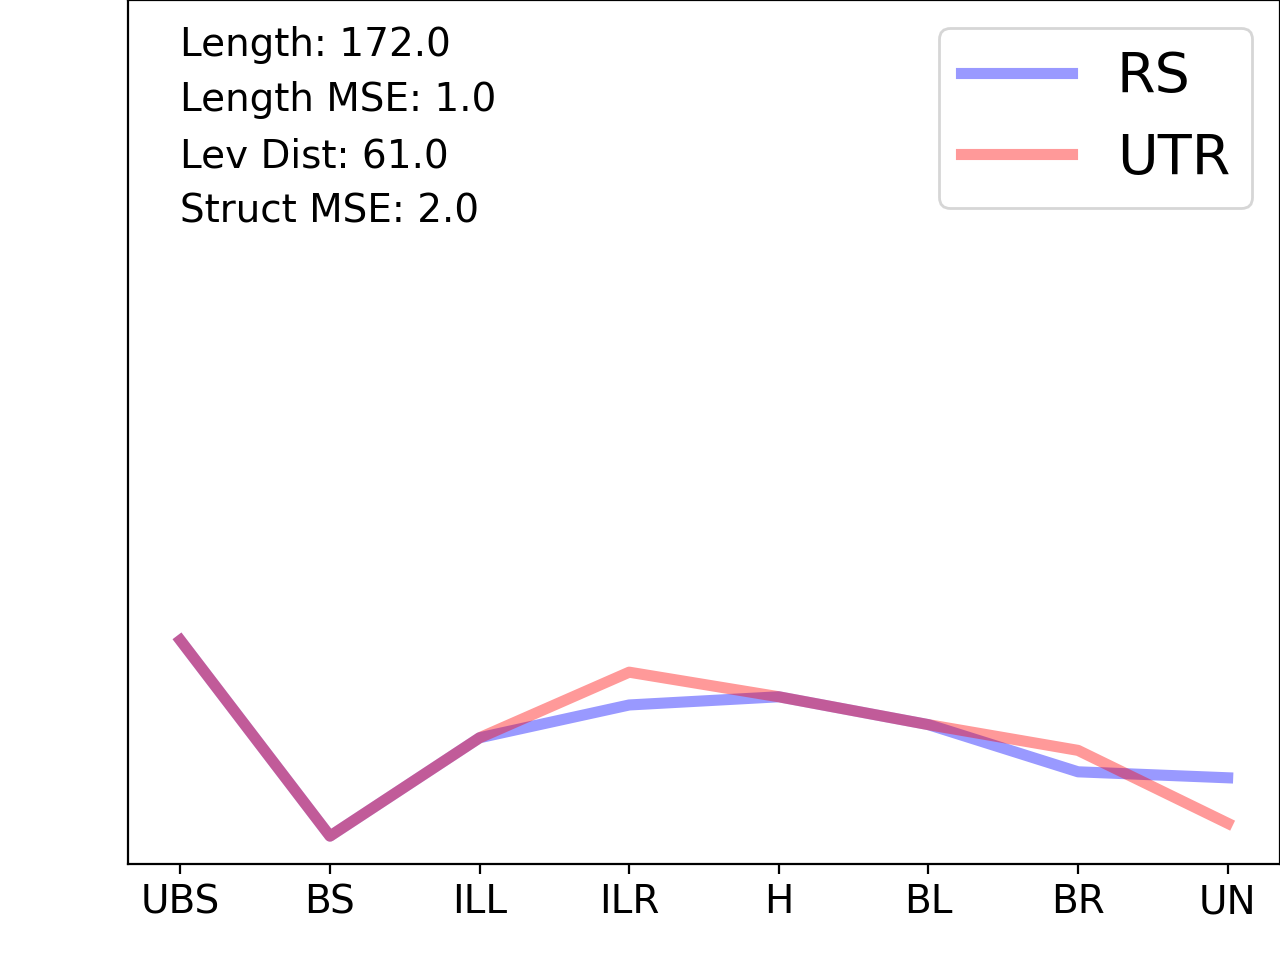 Length: 172.0
Length MSE: 1.0
Lev Dist: 61.0
Struct MSE: 2.0
RS
UTR
UBS BS ILL ILR H BL BR UN